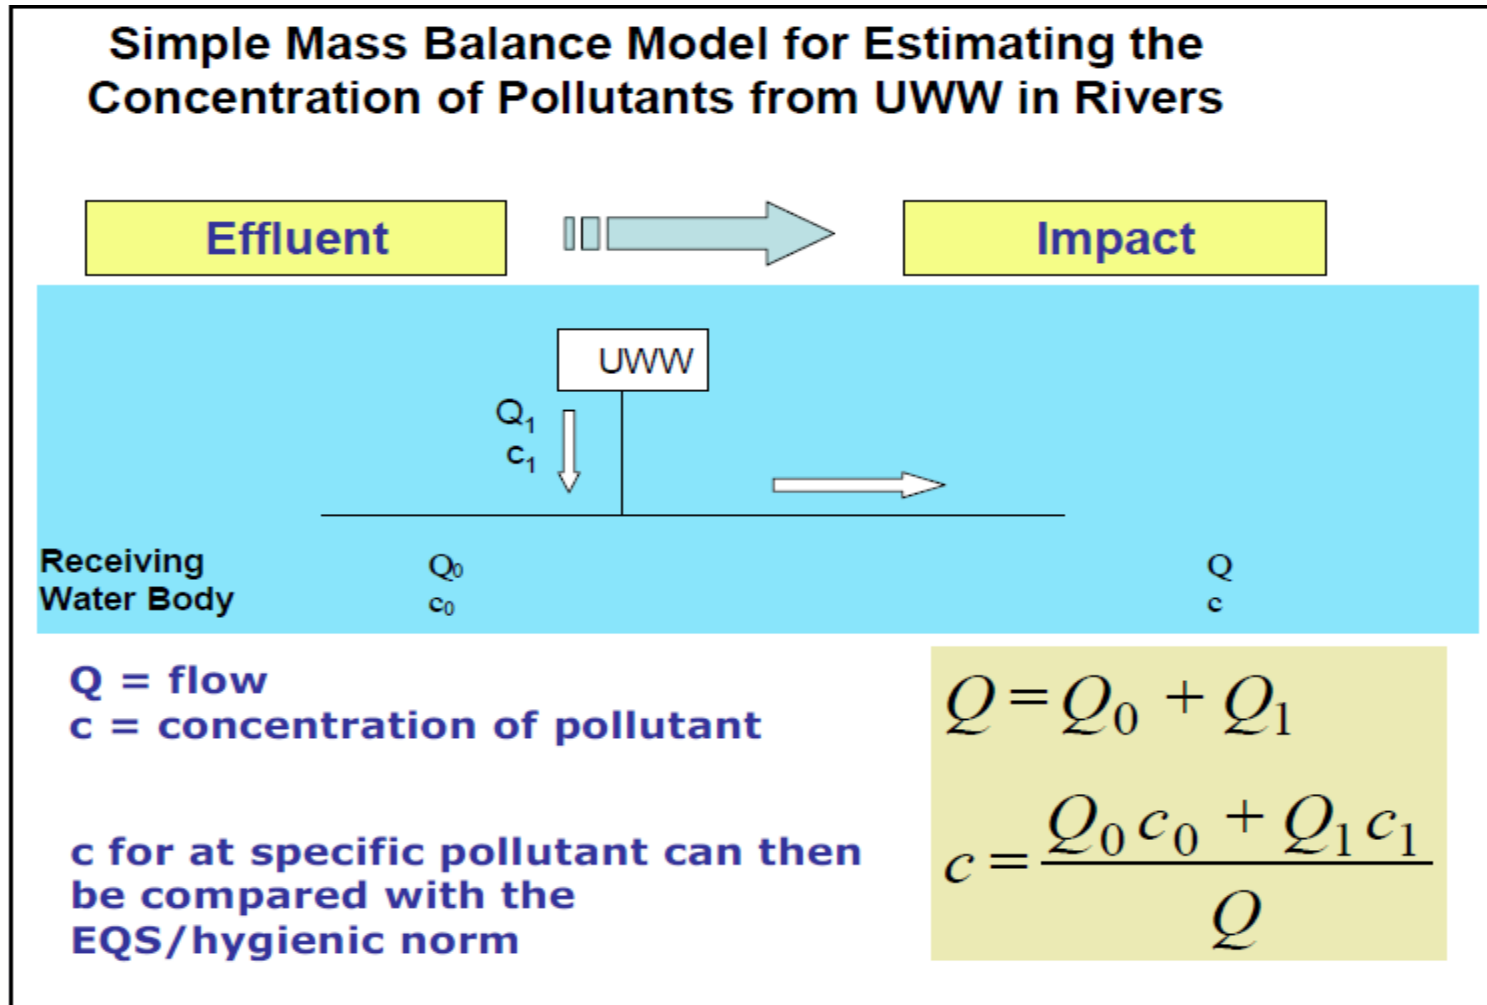 Simple Mass Balance Model for Estimating the
Concentration of Pollutants from UWW in Rivers
Effluent
Impact
UWW
Q₁
c₁
Receiving
Water Body
Q₀
c₀
Q
c
Q = flow
c = concentration of pollutant
c for at specific pollutant can then
be compared with the
EQS/hygienic norm
Q = Q₀ + Q₁
c = (Q₀c₀ + Q₁c₁) / Q